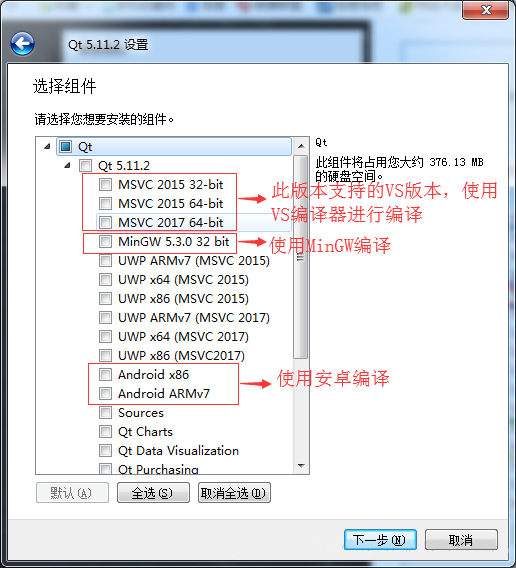 Qt 5.11.2 设置
选择组件
请选择您想要安装的组件。
Qt
Qt 5.11.2
MSVC 2015 32-bit
MSVC 2015 64-bit
MSVC 2017 64-bit
MinGW 5.3.0 32 bit
UWP ARMv7 (MSVC 2015)
UWP x64 (MSVC 2015)
UWP x86 (MSVC 2015)
UWP ARMv7 (MSVC 2017)
UWP x64 (MSVC 2017)
UWP x86 (MSVC2017)
Android x86
Android ARMv7
Sources
Qt Charts
Qt Data Visualization
Qt Purchasing
Qt
此组件将占用您大约 376.13 MB
的硬盘空间。
此版本支持的VS版本，使用
VS编译器进行编译
使用MinGW编译
使用安卓编译
默认(A)
全选(S)
取消全选(D)
下一步(N)
取消